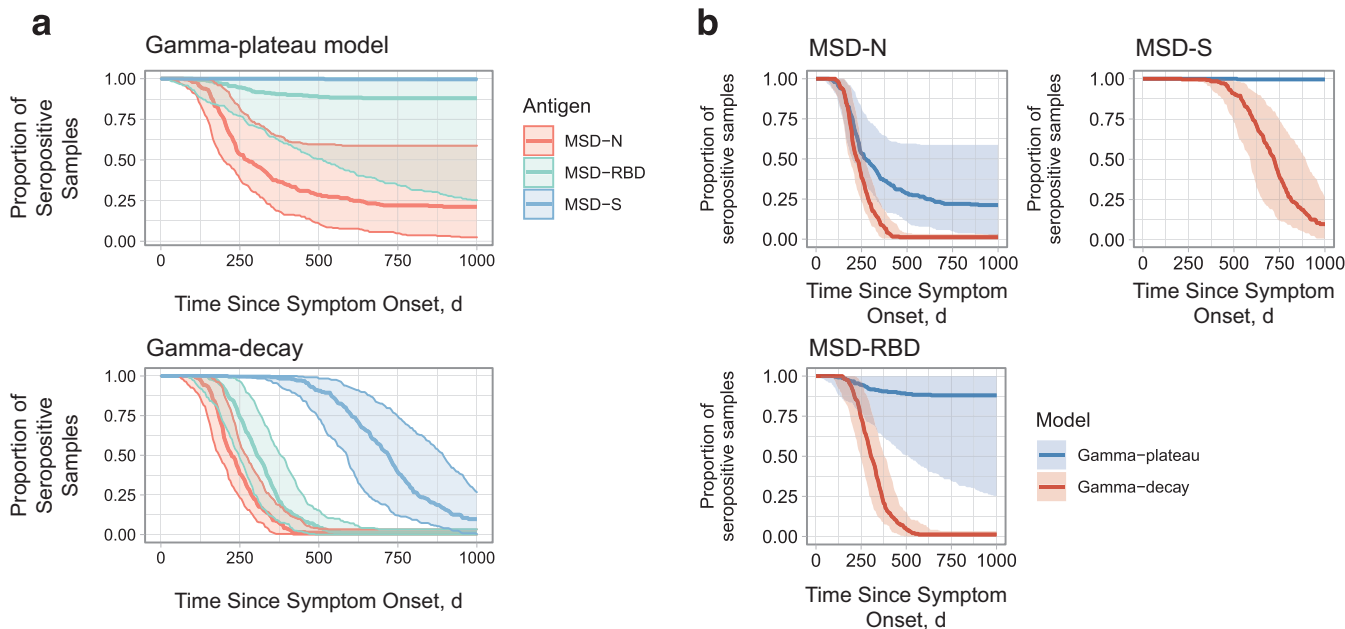 a
Gamma-plateau model
Proportion of
Seropositive
Samples
1.00
0.75
0.50
0.25
0.00
0 250 500 750 1000
Time Since Symptom Onset, d
Antigen
MSD-N
MSD-RBD
MSD-S
Gamma-decay
Proportion of
Seropositive
Samples
1.00
0.75
0.50
0.25
0.00
0 250 500 750 1000
Time Since Symptom Onset, d
b
MSD-N
Proportion of
seropositive samples
1.00
0.75
0.50
0.25
0.00
0 250 500 750 1000
Time Since Symptom
Onset, d
MSD-S
Proportion of
seropositive samples
1.00
0.75
0.50
0.25
0.00
0 250 500 750 1000
Time Since Symptom
Onset, d
MSD-RBD
Proportion of
seropositive samples
1.00
0.75
0.50
0.25
0.00
0 250 500 750 1000
Time Since Symptom
Onset, d
Model
Gamma-plateau
Gamma-decay